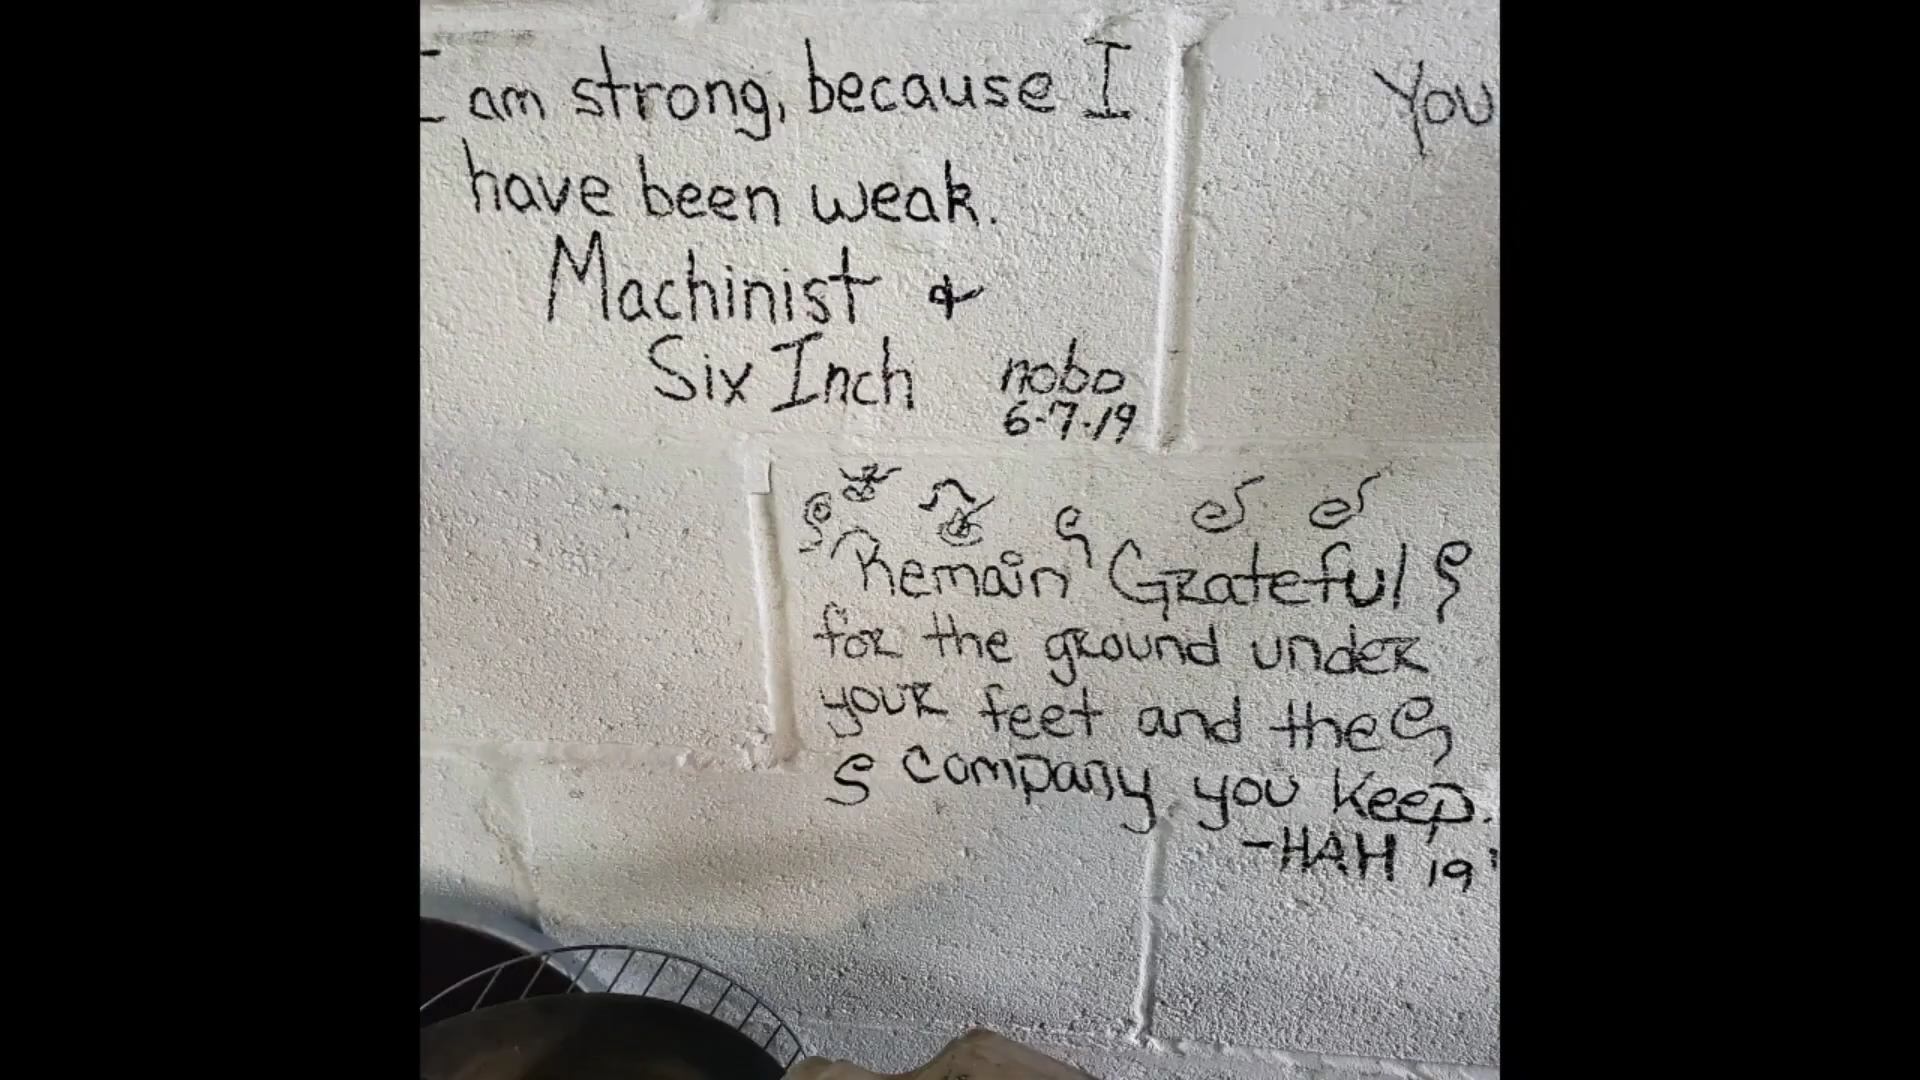 I am strong, because I
have been weak.
Machinist &
Six Inch
nobo
6-7-19
You
Remain Grateful
for the ground under
your feet and the
company you keep.
-HAH 19'